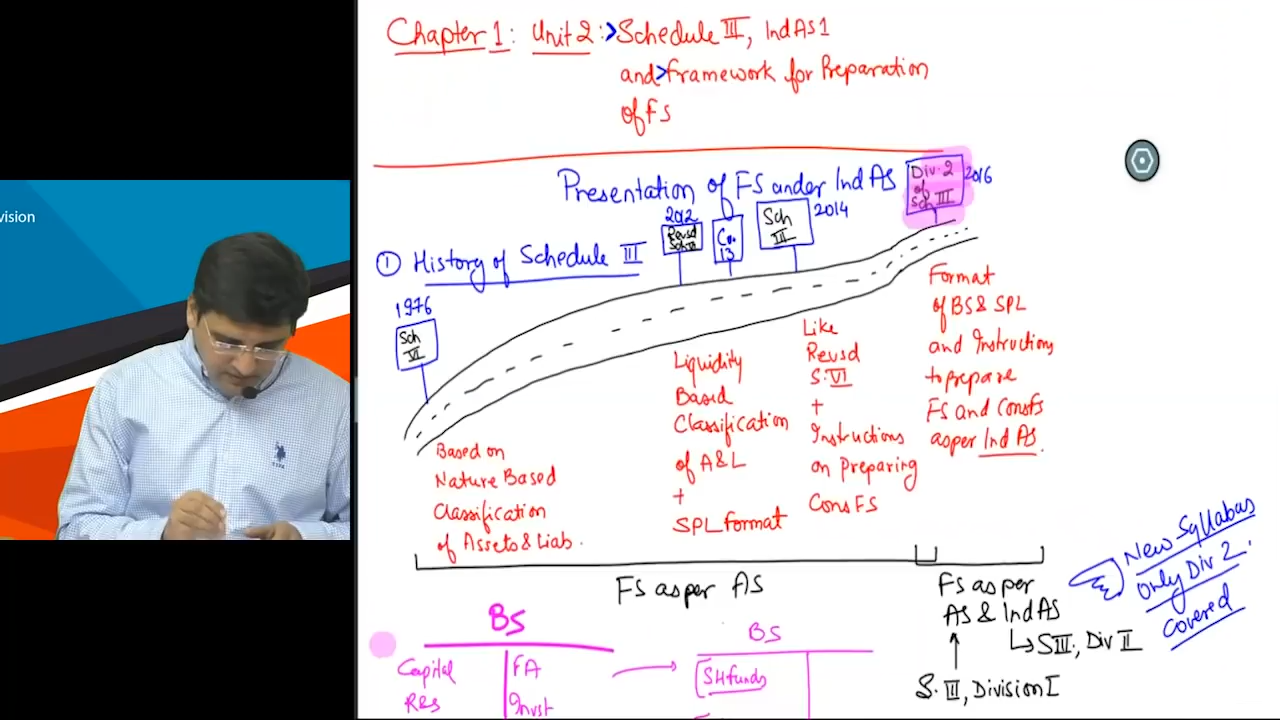 vision
Chapter 1: Unit 2 :> Schedule III, Ind AS 1
and > Framework for Preparation
of FS
Presentation of FS under Ind AS
Div. 2
of
Sch III
2016
2012
Revsd
Sch VI
Co.
13
Sch
III
2014
① History of Schedule III
1976
Sch
VI
Based on
Nature Based
Classification
of Assets & Liab.
Liquidity
Based
Classification
of A&L
+
SPL format
Like
Revsd
S. VI
+
Instructions
on Preparing
Cons FS
Format
of BS & SPL
and Instructions
to prepare
FS and ConsFS
as per Ind AS.
FS as per AS
FS as per
AS & Ind AS
S III, Div II
S. III, Division I
New Syllabus
Only Div 2
covered
BS
Capital
R&S
FA
Invst
BS
SH funds